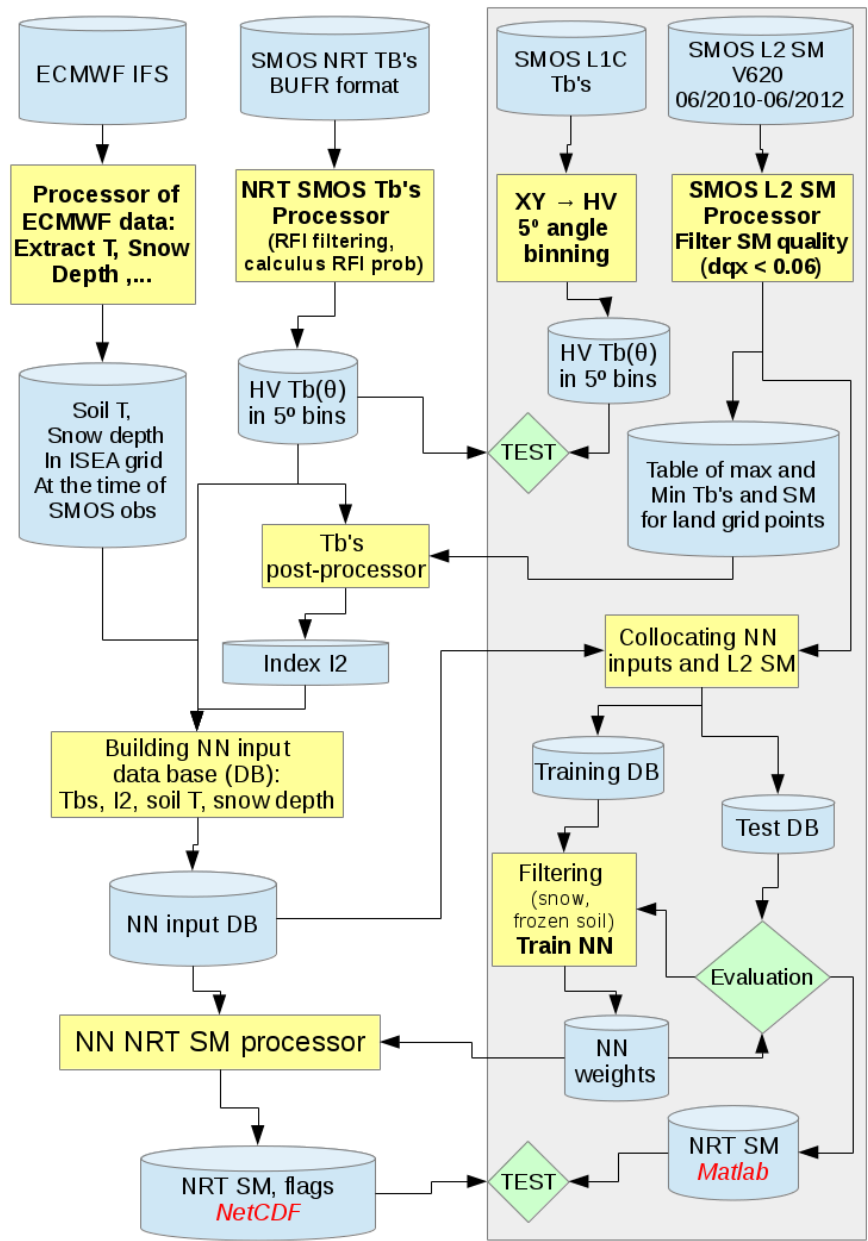 ECMWF IFS
SMOS NRT TB's
BUFR format
SMOS L1C
Tb's
SMOS L2 SM
V620
06/2010-06/2012
Processor of
ECMWF data:
Extract T, Snow
Depth ,...
NRT SMOS Tb's
Processor
(RFI filtering,
calculus RFI prob)
XY → HV
5º angle
binning
SMOS L2 SM
Processor
Filter SM quality
(dqx < 0.06)
Soil T,
Snow depth
In ISEA grid
At the time of
SMOS obs
HV Tb(θ)
in 5º bins
HV Tb(θ)
in 5º bins
TEST
Table of max and
Min Tb's and SM
for land grid points
Tb's
post-processor
Index I2
Collocating NN
inputs and L2 SM
Building NN input
data base (DB):
Tbs, I2, soil T, snow depth
Training DB
Test DB
NN input DB
Filtering
(snow,
frozen soil)
Train NN
Evaluation
NN NRT SM processor
NN
weights
NRT SM, flags
NetCDF
TEST
NRT SM
Matlab